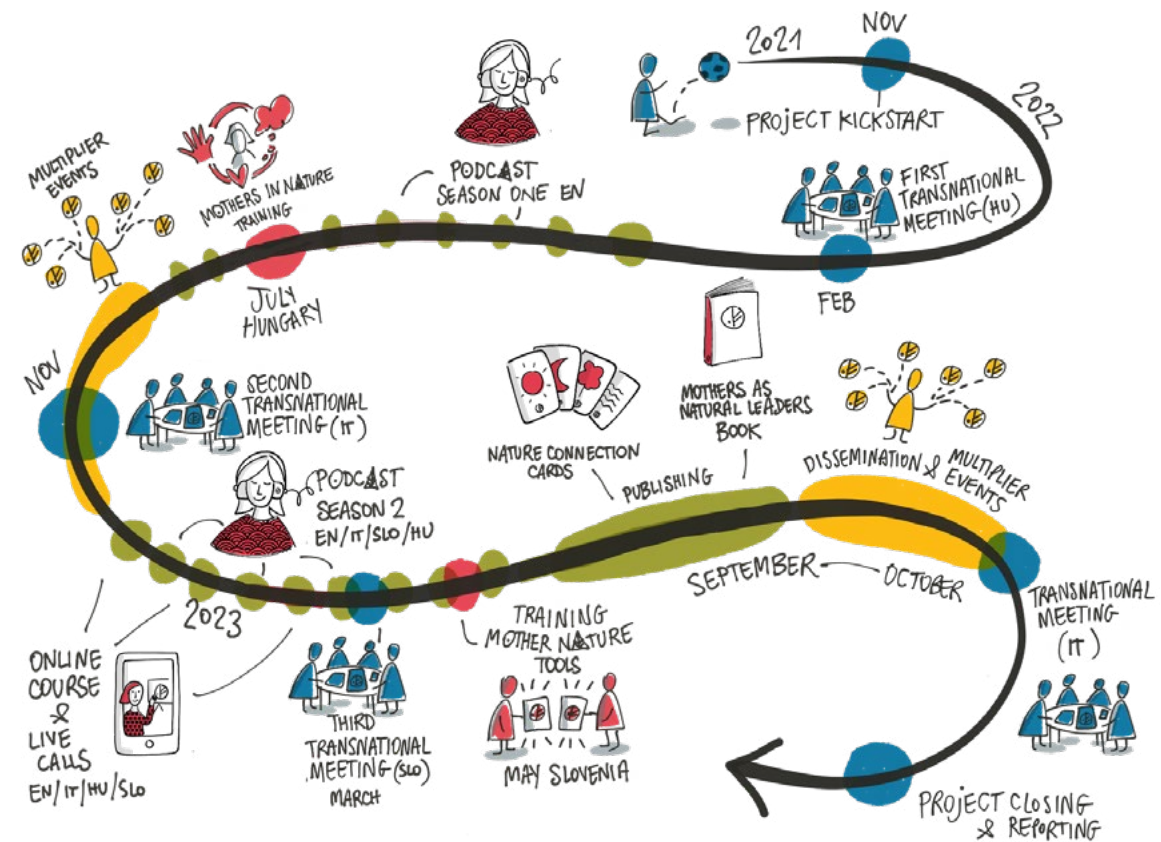 2021
NOV
PROJECT KICKSTART
2022
FIRST
TRANSNATIONAL
MEETING (HU)
FEB
PODCAST
SEASON ONE EN
MOTHERS IN NATURE
TRAINING
JULY
HUNGARY
MULTIPLIER
EVENTS
NOV
SECOND
TRANSNATIONAL
MEETING (IT)
PODCAST
SEASON 2
EN/IT/SLO/HU
2023
ONLINE
COURSE
&
LIVE
CALLS
EN/IT/HU/SLO
THIRD
TRANSNATIONAL
MEETING (SLO)
MARCH
TRAINING
MOTHER NATURE
TOOLS
MAY SLOVENIA
NATURE CONNECTION
CARDS
PUBLISHING
MOTHERS AS
NATURAL LEADERS
BOOK
DISSEMINATION & MULTIPLIER
EVENTS
SEPTEMBER
OCTOBER
TRANSNATIONAL
MEETING
(IT)
PROJECT CLOSING
& REPORTING